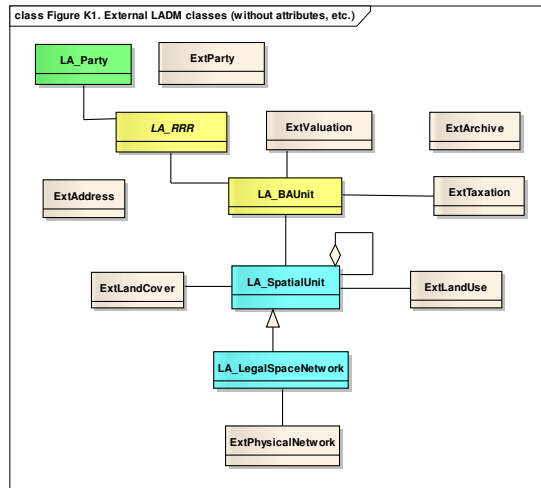 class Figure K1. External LADM classes (without attributes, etc.)
LA_Party
ExtParty
LA_RRR
ExtValuation
ExtArchive
ExtAddress
LA_BAUnit
ExtTaxation
ExtLandCover
LA_SpatialUnit
ExtLandUse
LA_LegalSpaceNetwork
ExtPhysicalNetwork